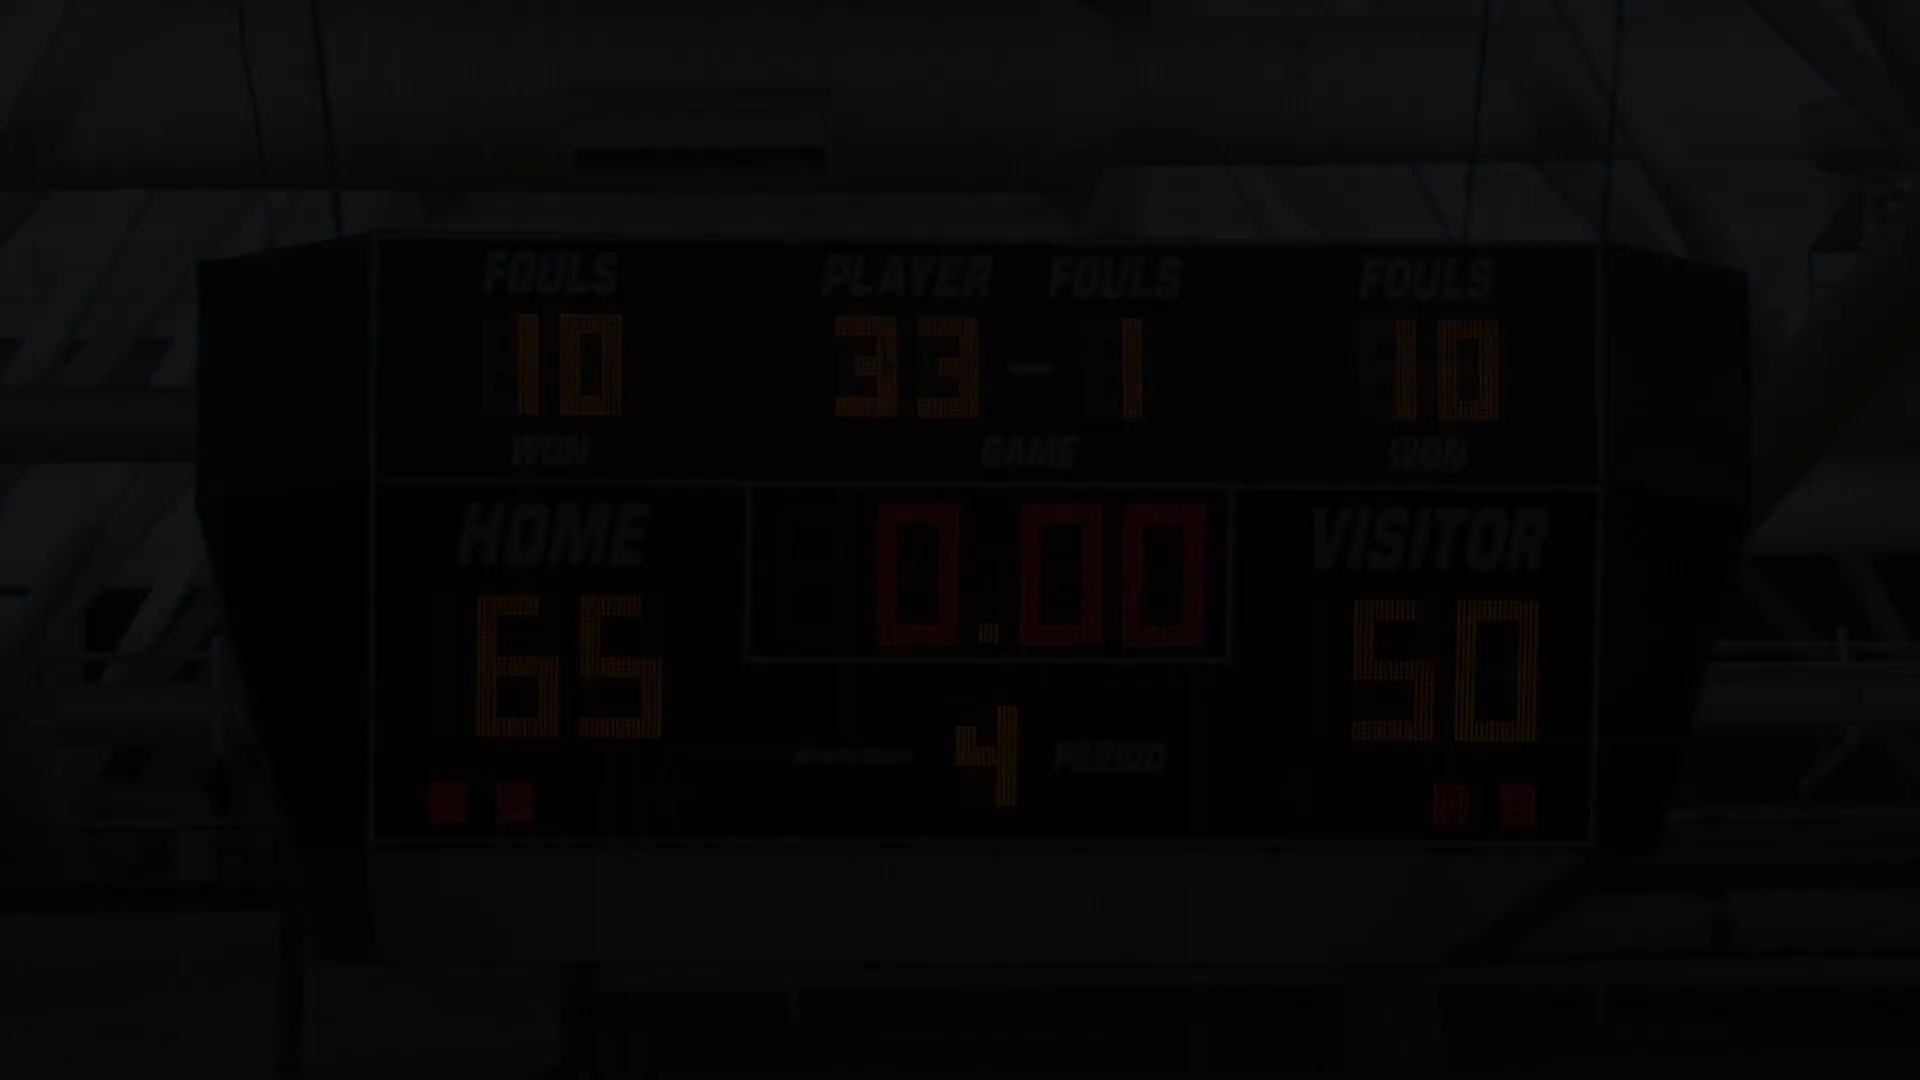 FOULS PLAYER FOULS FOULS
10 33 - 1 10
WON GAME WON
HOME 0.00 VISITOR
65 50
4 PERIOD